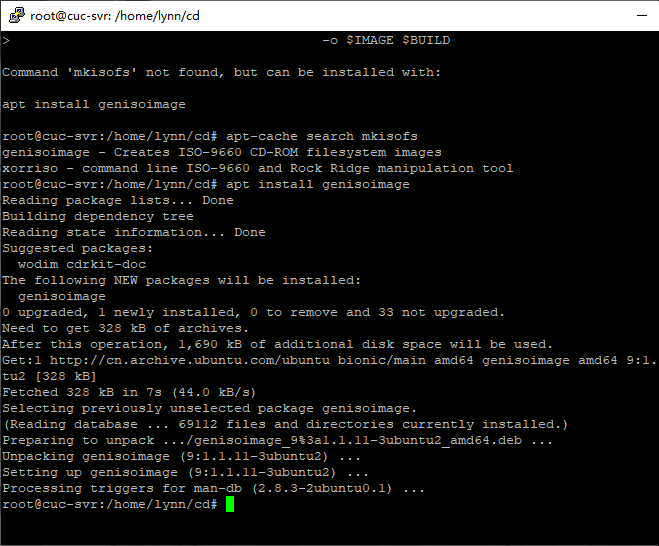 root@cuc-svr: /home/lynn/cd
> -o $IMAGE $BUILD
Command 'mkisofs' not found, but can be installed with:
apt install genisoimage
root@cuc-svr:/home/lynn/cd# apt-cache search mkisofs
genisoimage - Creates ISO-9660 CD-ROM filesystem images
xorriso - command line ISO-9660 and Rock Ridge manipulation tool
root@cuc-svr:/home/lynn/cd# apt install genisoimage
Reading package lists... Done
Building dependency tree
Reading state information... Done
Suggested packages:
  wodim cdrkit-doc
The following NEW packages will be installed:
  genisoimage
0 upgraded, 1 newly installed, 0 to remove and 33 not upgraded.
Need to get 328 kB of archives.
After this operation, 1,690 kB of additional disk space will be used.
Get:1 http://cn.archive.ubuntu.com/ubuntu bionic/main amd64 genisoimage amd64 9:1.
tu2 [328 kB]
Fetched 328 kB in 7s (44.0 kB/s)
Selecting previously unselected package genisoimage.
(Reading database ... 69112 files and directories currently installed.)
Preparing to unpack .../genisoimage_9%3a1.1.11-3ubuntu2_amd64.deb ...
Unpacking genisoimage (9:1.1.11-3ubuntu2) ...
Setting up genisoimage (9:1.1.11-3ubuntu2) ...
Processing triggers for man-db (2.8.3-2ubuntu0.1) ...
root@cuc-svr:/home/lynn/cd#